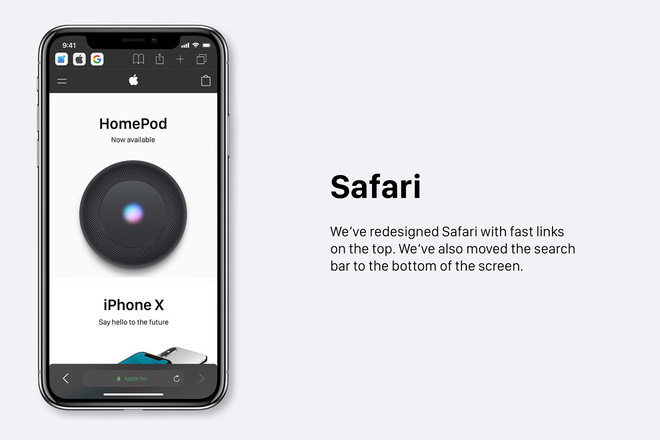 9:41
HomePod
Now available
iPhone X
Say hello to the future
Apple Inc.
Safari
We’ve redesigned Safari with fast links
on the top. We’ve also moved the search
bar to the bottom of the screen.